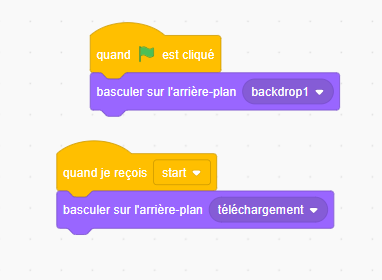 quand est cliqué
basculer sur l'arrière-plan backdrop1
quand je reçois start
basculer sur l'arrière-plan téléchargement